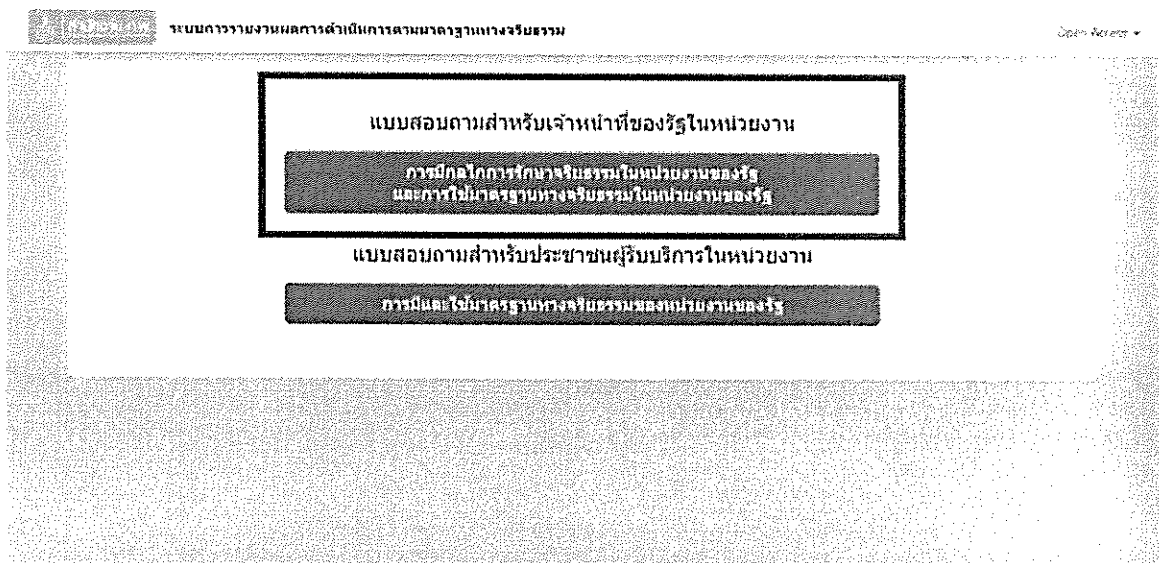 ระบบการรายงานผลการดำเนินการตามมาตรฐานทางจริยธรรม
Open Access
แบบสอบถามสำหรับเจ้าหน้าที่ของรัฐในหน่วยงาน
การมีกลไกการรักษาจริยธรรมในหน่วยงานของรัฐ
และการใช้มาตรฐานทางจริยธรรมในหน่วยงานของรัฐ
แบบสอบถามสำหรับประชาชนผู้รับบริการในหน่วยงาน
การมีและใช้มาตรฐานทางจริยธรรมของหน่วยงานของรัฐ